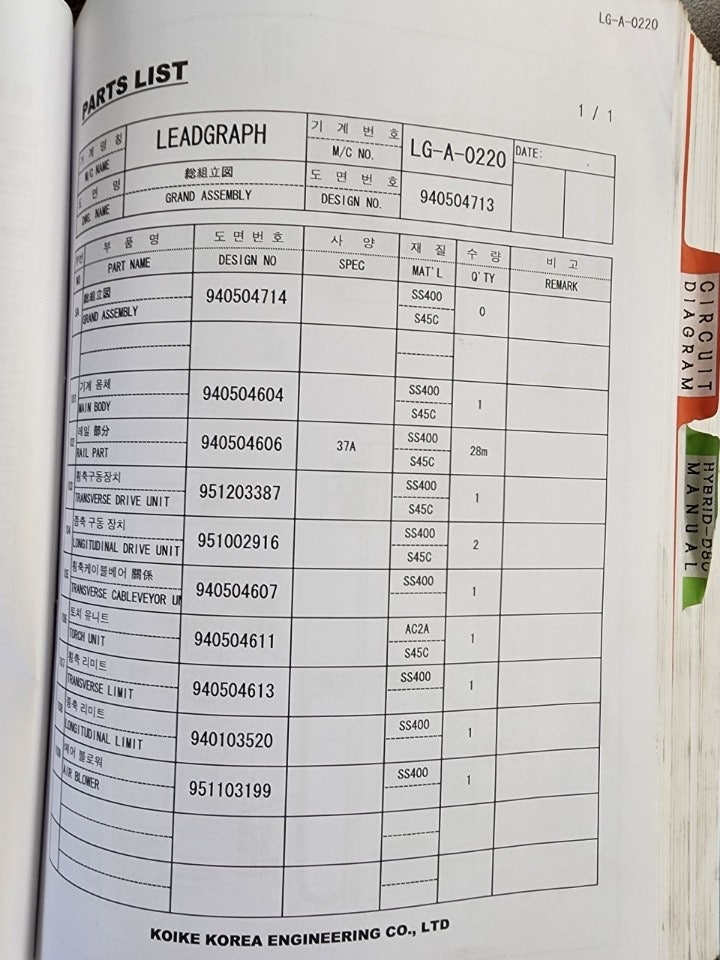 LG-A-0220
PARTS LIST
1 / 1
기 계 명 칭
M/C NAME
LEADGRAPH
기 계 번 호
M/C NO.
LG-A-0220
DATE:
도 면 명
DWG. NAME
総組立図
GRAND ASSEMBLY
도 면 번 호
DESIGN NO.
940504713
NO
부 품 명
PART NAME
도 면 번 호
DESIGN NO
사 양
SPEC
재 질
MAT'L
수 량
Q'TY
비 고
REMARK
総組立図
GRAND ASSEMBLY
940504714
SS400
S45C
0
101
기계 몸체
MAIN BODY
940504604
SS400
S45C
1
레일 部分
RAIL PART
940504606
37A
SS400
S45C
28m
횡축구동장치
TRANSVERSE DRIVE UNIT
951203387
SS400
S45C
1
종축 구동 장치
LONGITUDINAL DRIVE UNIT
951002916
SS400
S45C
2
횡축케이블베어 關係
TRANSVERSE CABLEVEYOR
940504607
SS400
1
106
토치 유니트
TORCH UNIT
940504611
AC2A
S45C
1
107
횡축 리미트
TRANSVERSE LIMIT
940504613
SS400
1
108
종축 리미트
LONGITUDINAL LIMIT
940103520
SS400
1
에어 블로워
AIR BLOWER
951103199
SS400
1
KOIKE KOREA ENGINEERING CO., LTD
CIRCUIT
DIAGRAM
MANUAL